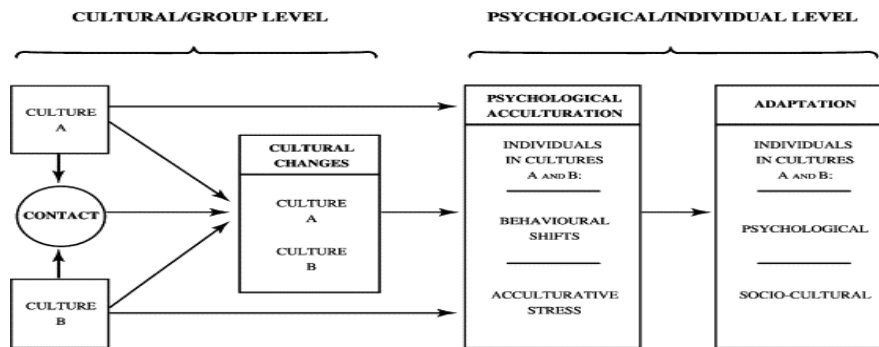 CULTURAL/GROUP LEVEL
PSYCHOLOGICAL/INDIVIDUAL LEVEL
CULTURE
A
CONTACT
CULTURE
B
CULTURAL
CHANGES
CULTURE
A
CULTURE
B
PSYCHOLOGICAL
ACCULTURATION
INDIVIDUALS
IN CULTURES
A AND B:
BEHAVIOURAL
SHIFTS
ACCULTURATIVE
STRESS
ADAPTATION
INDIVIDUALS
IN CULTURES
A AND B:
PSYCHOLOGICAL
SOCIO-CULTURAL